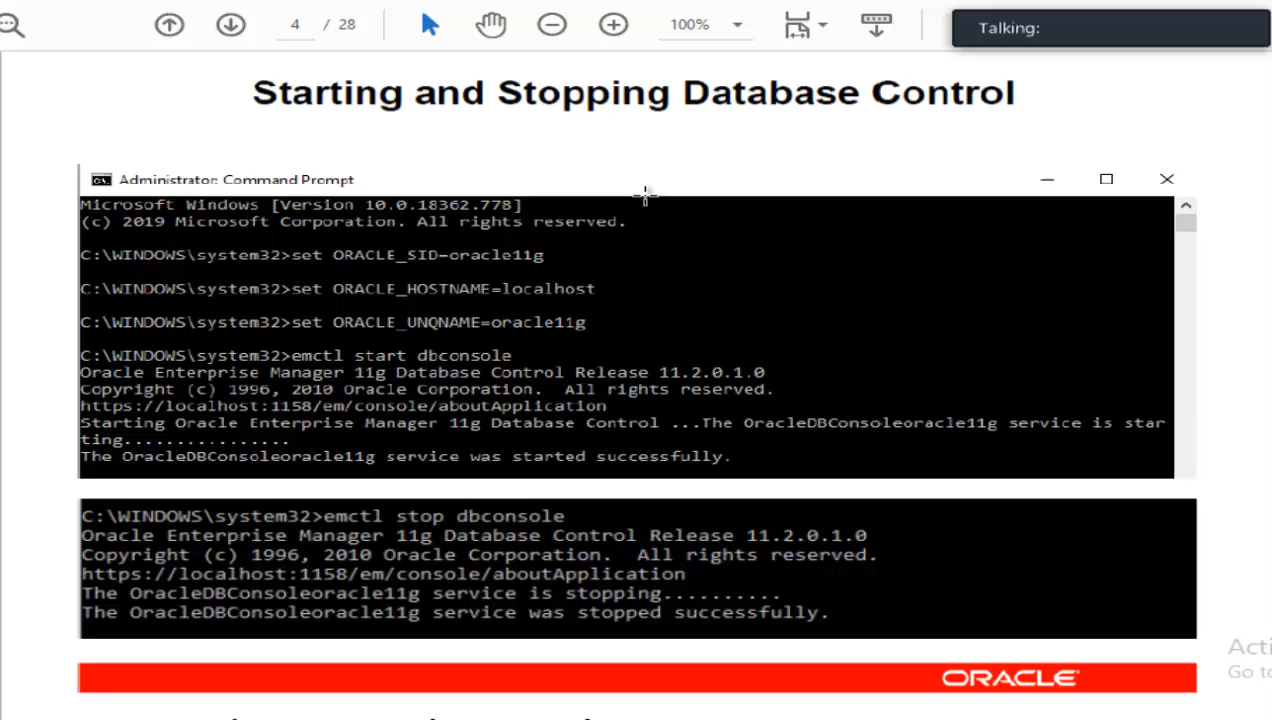 4 / 28
100%
Talking:
Starting and Stopping Database Control
Administrator: Command Prompt
Microsoft Windows [Version 10.0.18362.778]
(c) 2019 Microsoft Corporation. All rights reserved.
C:\WINDOWS\system32>set ORACLE_SID=oracle11g
C:\WINDOWS\system32>set ORACLE_HOSTNAME=localhost
C:\WINDOWS\system32>set ORACLE_UNQNAME=oracle11g
C:\WINDOWS\system32>emctl start dbconsole
Oracle Enterprise Manager 11g Database Control Release 11.2.0.1.0
Copyright (c) 1996, 2010 Oracle Corporation.  All rights reserved.
https://localhost:1158/em/console/aboutApplication
Starting Oracle Enterprise Manager 11g Database Control ...The OracleDBConsoleoracle11g service is star
ting................
The OracleDBConsoleoracle11g service was started successfully.
C:\WINDOWS\system32>emctl stop dbconsole
Oracle Enterprise Manager 11g Database Control Release 11.2.0.1.0
Copyright (c) 1996, 2010 Oracle Corporation.  All rights reserved.
https://localhost:1158/em/console/aboutApplication
The OracleDBConsoleoracle11g service is stopping..........
The OracleDBConsoleoracle11g service was stopped successfully.
ORACLE
Go to